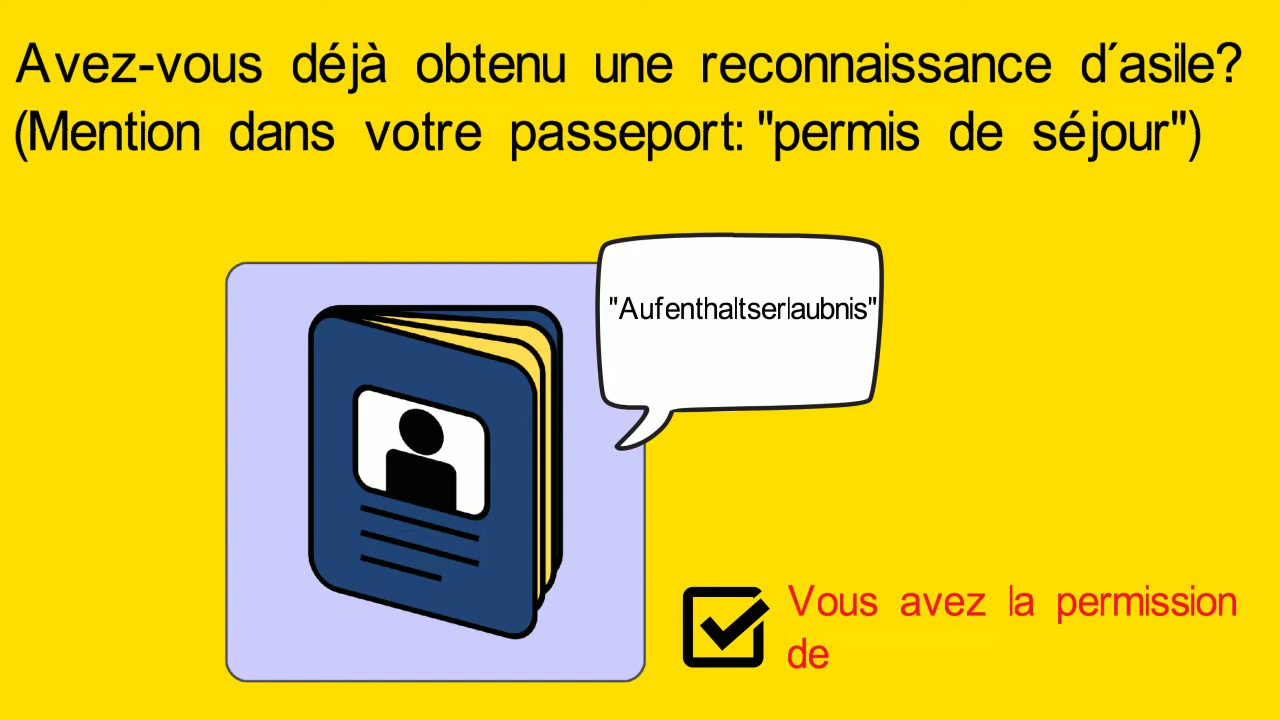 Avez-vous déjà obtenu une reconnaissance d´asile?
(Mention dans votre passeport: "permis de séjour")
"Aufenthaltserlaubnis"
Vous avez la permission
de